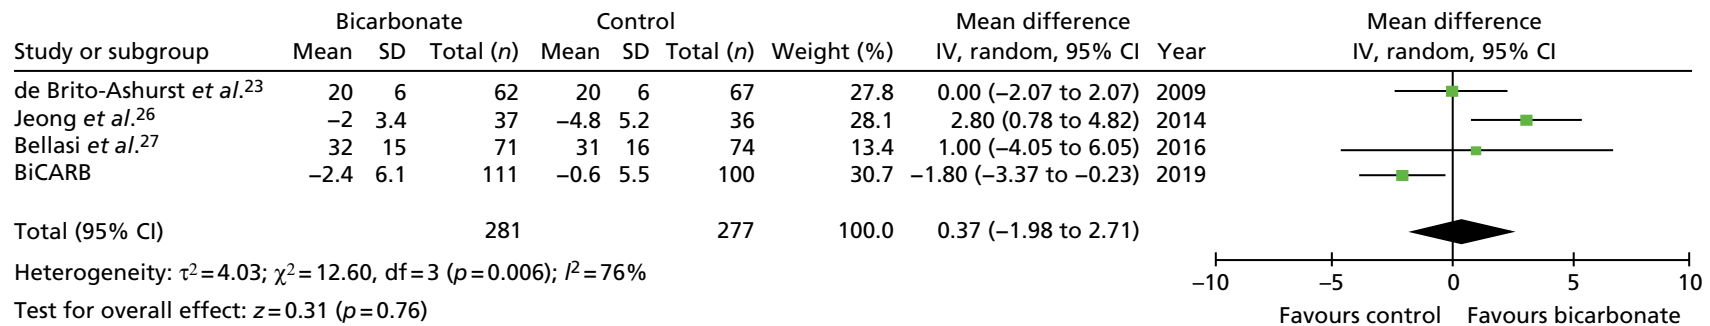 Bicarbonate Control Mean difference Mean difference
Study or subgroup Mean SD Total (n) Mean SD Total (n) Weight (%) IV, random, 95% CI Year IV, random, 95% CI
de Brito-Ashurst et al.23 20 6 62 20 6 67 27.8 0.00 (−2.07 to 2.07) 2009
Jeong et al.26 −2 3.4 37 −4.8 5.2 36 28.1 2.80 (0.78 to 4.82) 2014
Bellasi et al.27 32 15 71 31 16 74 13.4 1.00 (−4.05 to 6.05) 2016
BiCARB −2.4 6.1 111 −0.6 5.5 100 30.7 −1.80 (−3.37 to −0.23) 2019
Total (95% CI) 281 277 100.0 0.37 (−1.98 to 2.71)
Heterogeneity: τ2=4.03; χ2=12.60, df=3 (p=0.006); I2=76%
−10 −5 0 5 10
Test for overall effect: z=0.31 (p=0.76)
Favours control Favours bicarbonate